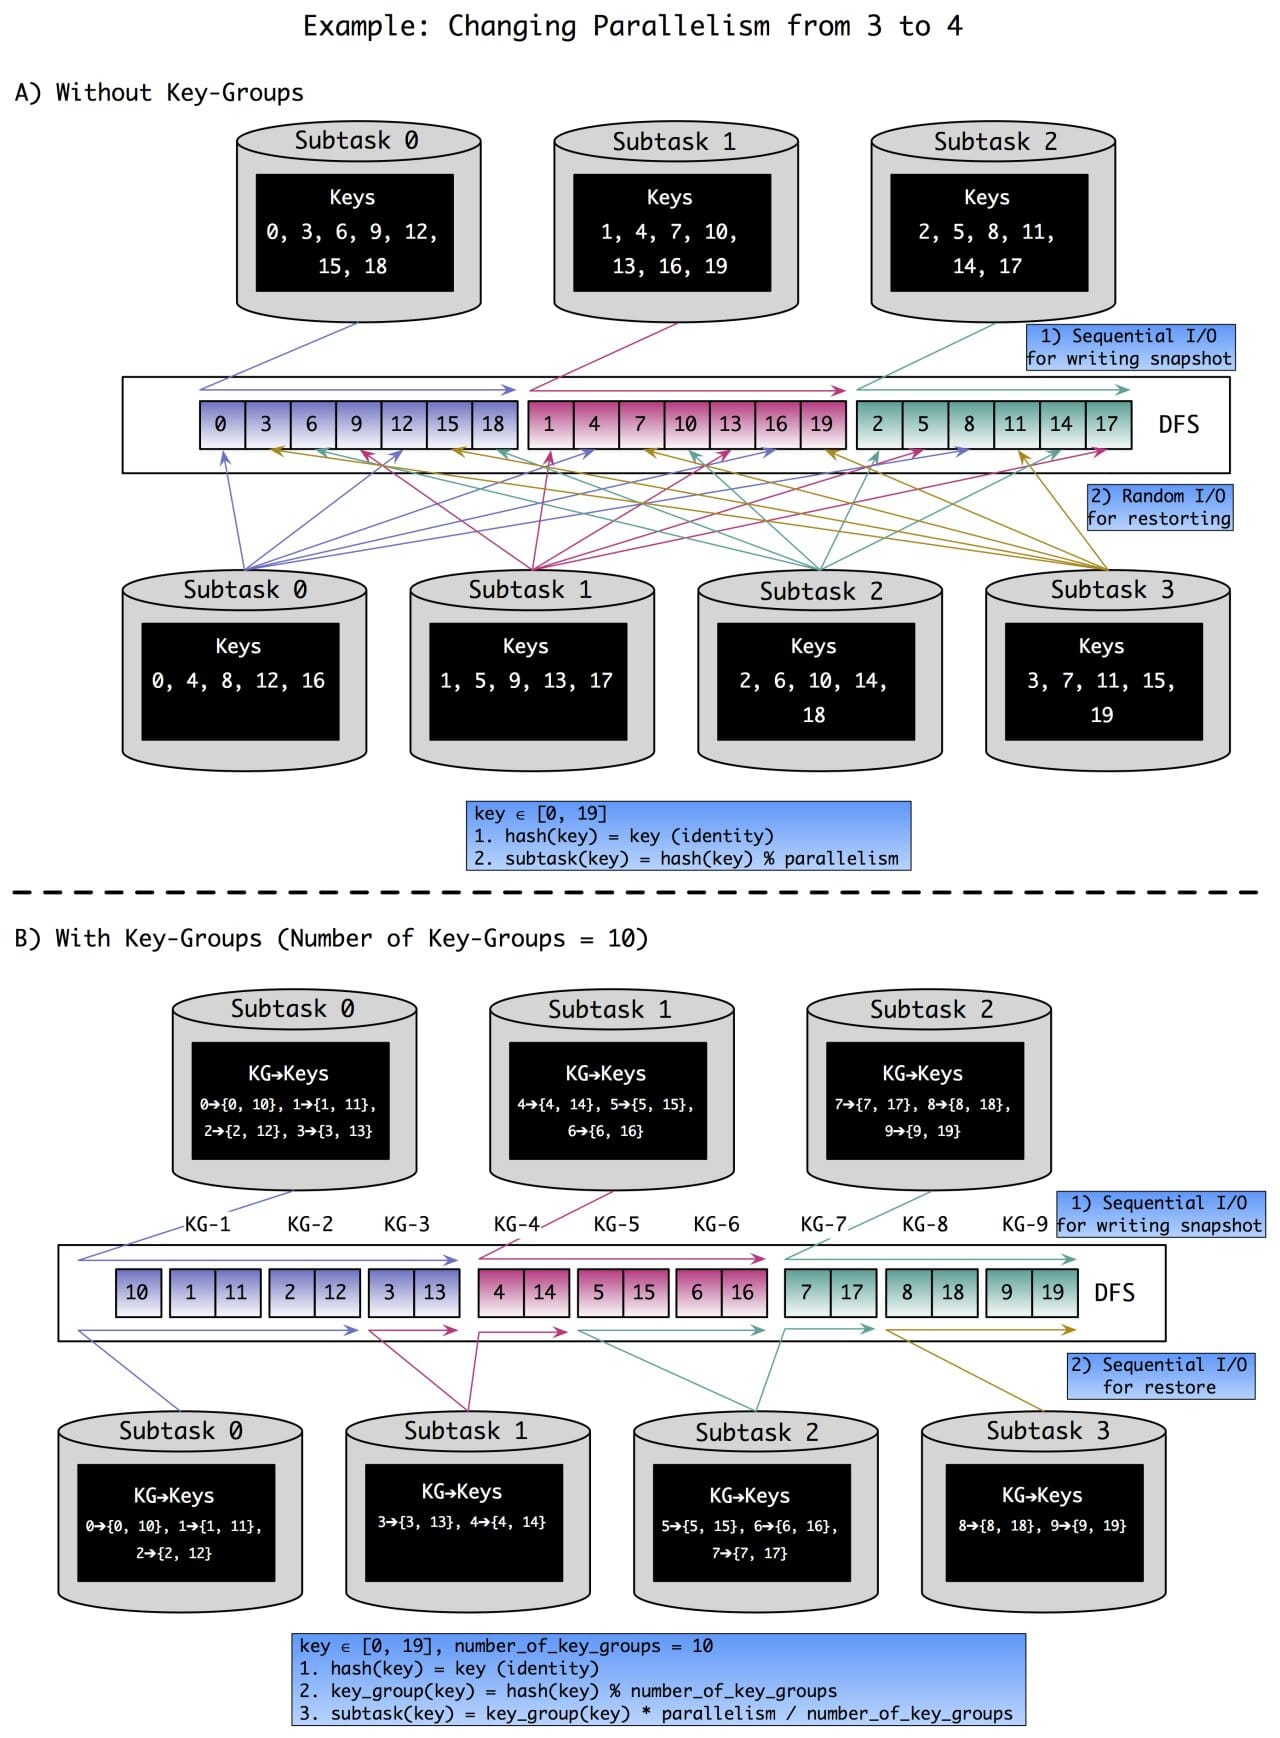 Example: Changing Parallelism from 3 to 4
A) Without Key-Groups
Subtask 0
Keys
0, 3, 6, 9, 12,
15, 18
Subtask 1
Keys
1, 4, 7, 10,
13, 16, 19
Subtask 2
Keys
2, 5, 8, 11,
14, 17
1) Sequential I/O
for writing snapshot
0 3 6 9 12 15 18 1 4 7 10 13 16 19 2 5 8 11 14 17 DFS
2) Random I/O
for restorting
Subtask 0
Keys
0, 4, 8, 12, 16
Subtask 1
Keys
1, 5, 9, 13, 17
Subtask 2
Keys
2, 6, 10, 14,
18
Subtask 3
Keys
3, 7, 11, 15,
19
key ∈ [0, 19]
1. hash(key) = key (identity)
2. subtask(key) = hash(key) % parallelism
B) With Key-Groups (Number of Key-Groups = 10)
Subtask 0
KG→Keys
0→{0, 10}, 1→{1, 11},
2→{2, 12}, 3→{3, 13}
Subtask 1
KG→Keys
4→{4, 14}, 5→{5, 15},
6→{6, 16}
Subtask 2
KG→Keys
7→{7, 17}, 8→{8, 18},
9→{9, 19}
1) Sequential I/O
for writing snapshot
KG-1 KG-2 KG-3 KG-4 KG-5 KG-6 KG-7 KG-8 KG-9
10 1 11 2 12 3 13 4 14 5 15 6 16 7 17 8 18 9 19 DFS
2) Sequential I/O
for restore
Subtask 0
KG→Keys
0→{0, 10}, 1→{1, 11},
2→{2, 12}
Subtask 1
KG→Keys
3→{3, 13}, 4→{4, 14}
Subtask 2
KG→Keys
5→{5, 15}, 6→{6, 16},
7→{7, 17}
Subtask 3
KG→Keys
8→{8, 18}, 9→{9, 19}
key ∈ [0, 19], number_of_key_groups = 10
1. hash(key) = key (identity)
2. key_group(key) = hash(key) % number_of_key_groups
3. subtask(key) = key_group(key) * parallelism / number_of_key_groups